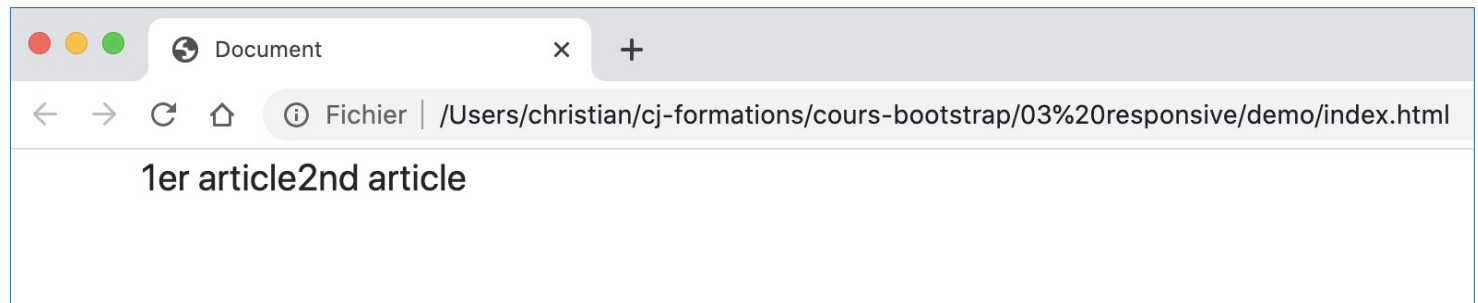 Document
Fichier /Users/christian/cj-formations/cours-bootstrap/03%20responsive/demo/index.html
1er article2nd article